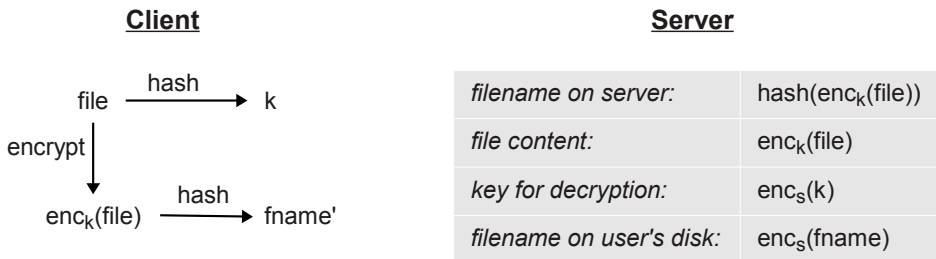 Client
Server
hash
file
k
encrypt
hash
enck(file)
fname'
filename on server: hash(enck(file))
file content: enck(file)
key for decryption: encs(k)
filename on user's disk: encs(fname)